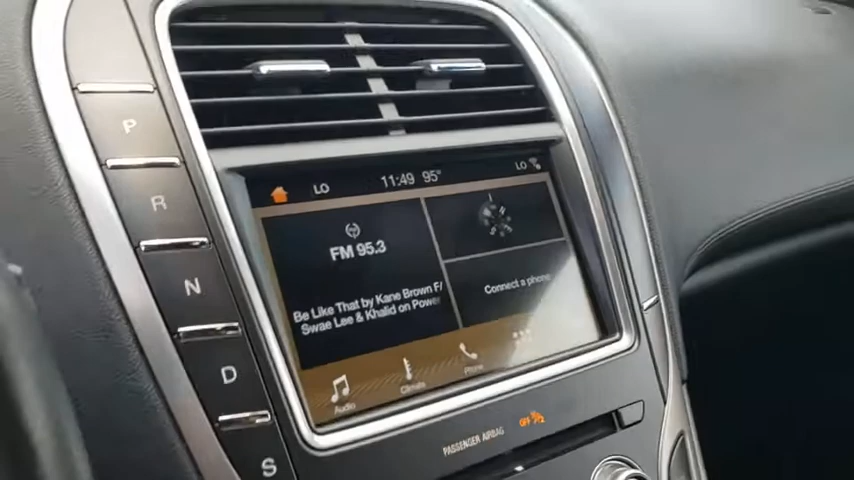 P
R
N
D
S
LO 11:49 95° LO
FM 95.3
Be Like That by Kane Brown F/
Swae Lee & Khalid on Power
Connect a phone
Audio Climate Phone
PASSENGER AIRBAG OFF